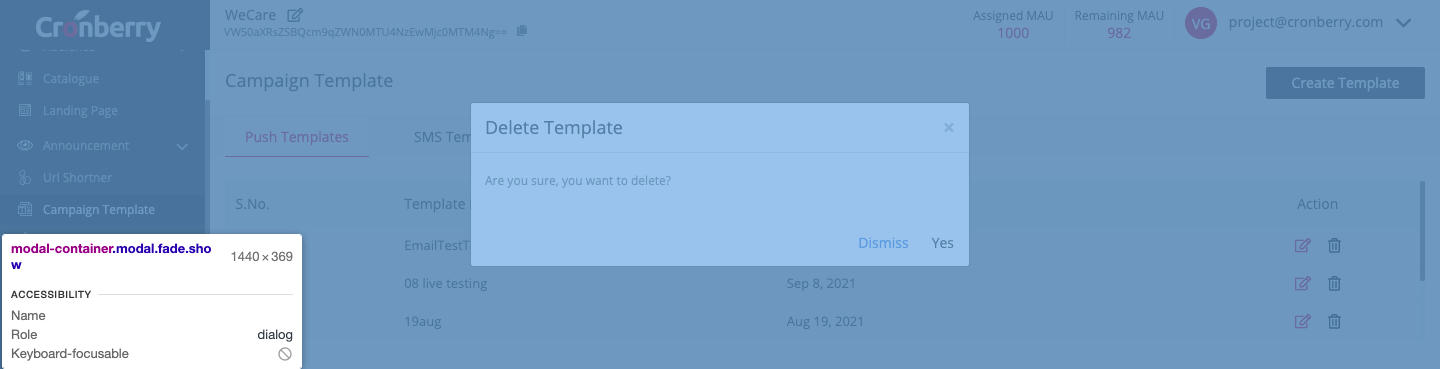 Cronberry
WeCare
VW50aXRsZSBQcm9qZWN0MTU4NzEwMjc0MTM4Ng==
Assigned MAU
1000
Remaining MAU
982
VG
project@cronberry.com
Catalogue
Landing Page
Announcement
Url Shortner
Campaign Template
Campaign Template
Create Template
Push Templates
SMS Tem
Delete Template
×
Are you sure, you want to delete?
Dismiss
Yes
S.No.
Template
Action
EmailTestT
08 live testing
Sep 8, 2021
19aug
Aug 19, 2021
modal-container.modal.fade.sho
w
1440×369
ACCESSIBILITY
Name
Role
dialog
Keyboard-focusable